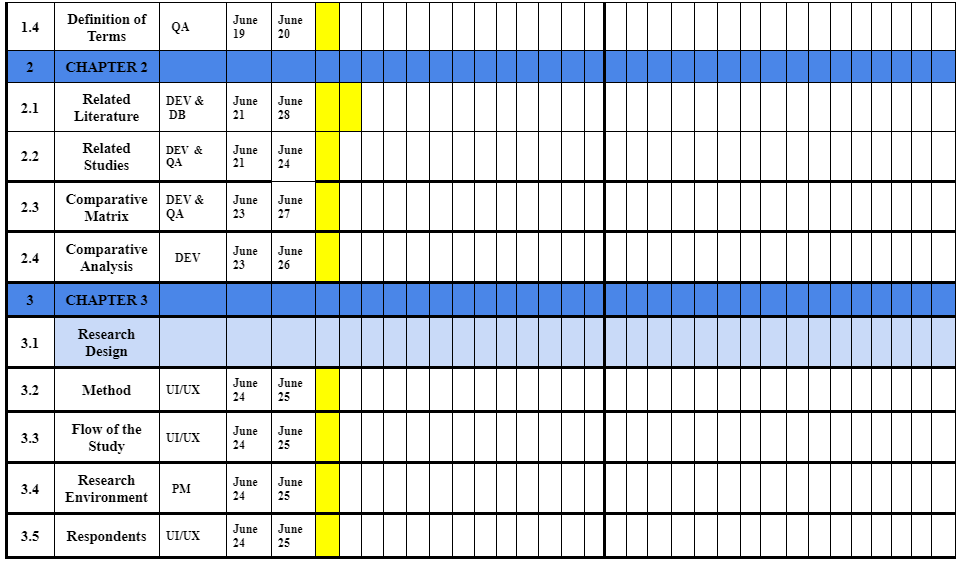 1.4 Definition of Terms QA June 19 June 20
2 CHAPTER 2
2.1 Related Literature DEV & DB June 21 June 28
2.2 Related Studies DEV & QA June 21 June 24
2.3 Comparative Matrix DEV & QA June 23 June 27
2.4 Comparative Analysis DEV June 23 June 26
3 CHAPTER 3
3.1 Research Design
3.2 Method UI/UX June 24 June 25
3.3 Flow of the Study UI/UX June 24 June 25
3.4 Research Environment PM June 24 June 25
3.5 Respondents UI/UX June 24 June 25